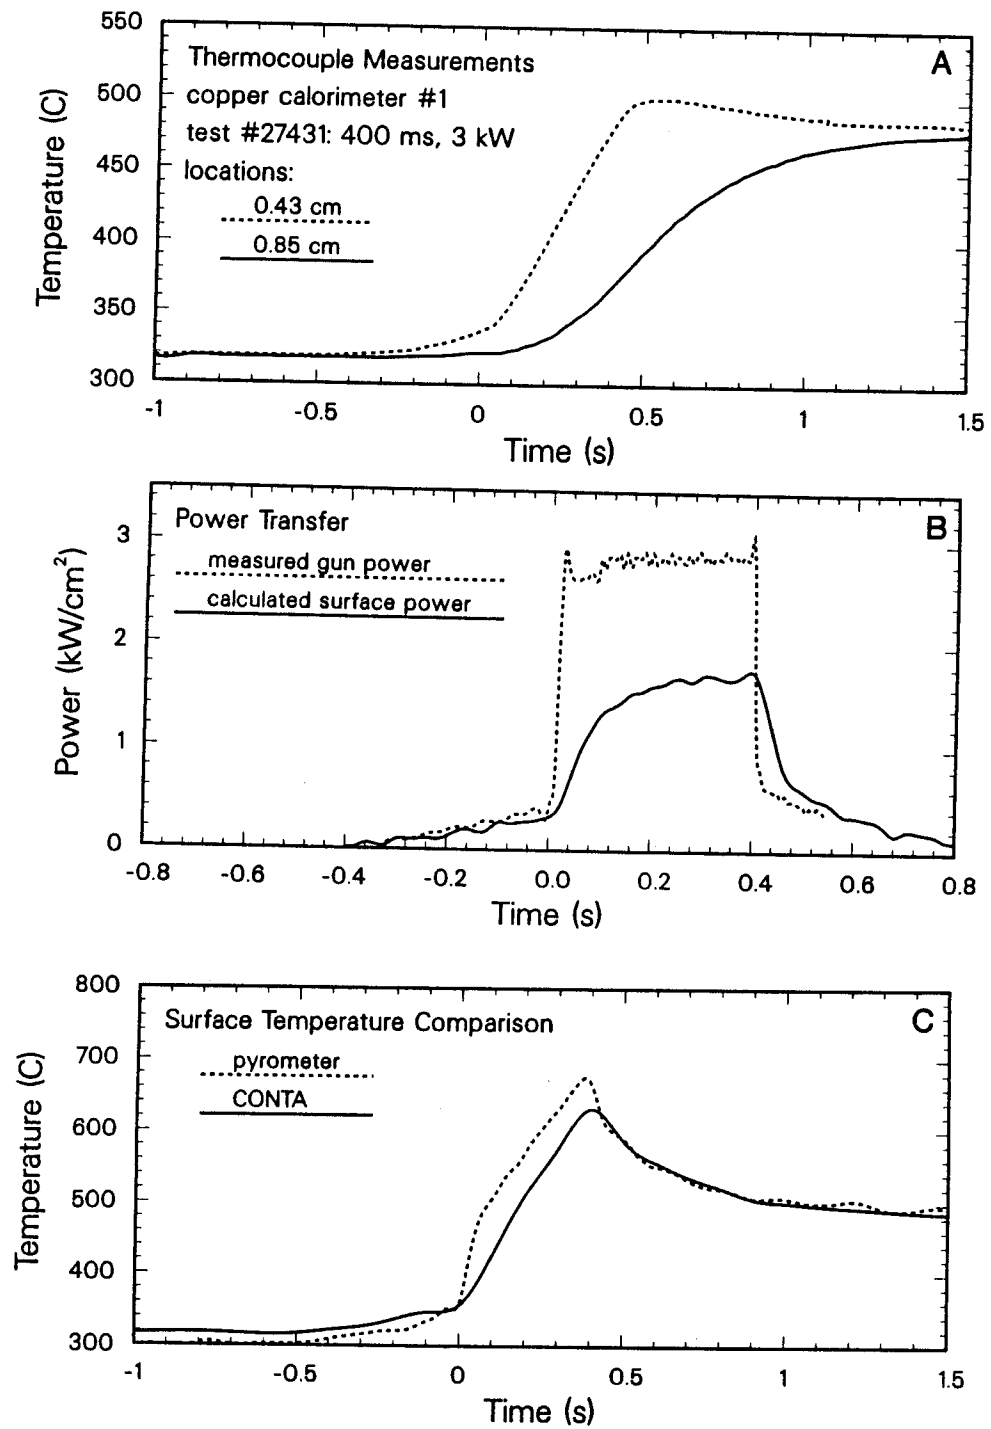 A
Thermocouple Measurements
copper calorimeter #1
test #27431: 400 ms, 3 kW
locations:
0.43 cm
0.85 cm
Temperature (C)
550
500
450
400
350
300
-1 -0.5 0 0.5 1 1.5
Time (s)
B
Power Transfer
measured gun power
calculated surface power
Power (kW/cm²)
3
2
1
0
-0.8 -0.6 -0.4 -0.2 0.0 0.2 0.4 0.6 0.8
Time (s)
C
Surface Temperature Comparison
pyrometer
CONTA
Temperature (C)
800
700
600
500
400
300
-1 -0.5 0 0.5 1 1.5
Time (s)